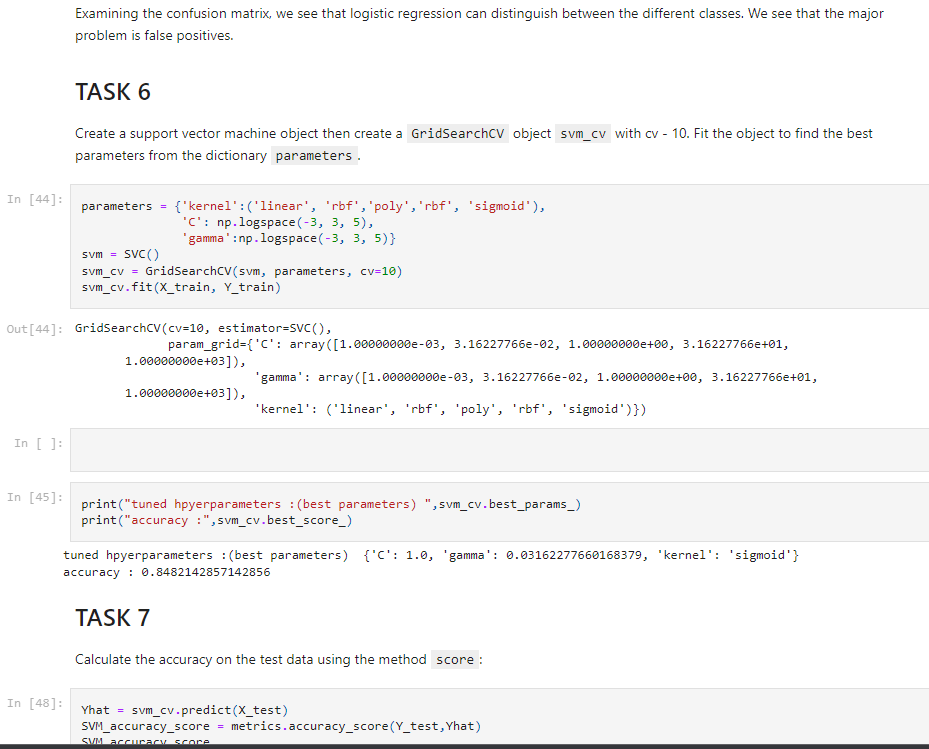 Examining the confusion matrix, we see that logistic regression can distinguish between the different classes. We see that the major
problem is false positives.
TASK 6
Create a support vector machine object then create a GridSearchCV object svm_cv with cv - 10. Fit the object to find the best
parameters from the dictionary parameters .
In [44]:
parameters = {'kernel':('linear', 'rbf','poly','rbf', 'sigmoid'),
'C': np.logspace(-3, 3, 5),
'gamma':np.logspace(-3, 3, 5)}
svm = SVC()
svm_cv = GridSearchCV(svm, parameters, cv=10)
svm_cv.fit(X_train, Y_train)
Out[44]: GridSearchCV(cv=10, estimator=SVC(),
param_grid={'C': array([1.00000000e-03, 3.16227766e-02, 1.00000000e+00, 3.16227766e+01,
1.00000000e+03]),
'gamma': array([1.00000000e-03, 3.16227766e-02, 1.00000000e+00, 3.16227766e+01,
1.00000000e+03]),
'kernel': ('linear', 'rbf', 'poly', 'rbf', 'sigmoid')})
In [ ]:
In [45]:
print("tuned hpyerparameters :(best parameters) ",svm_cv.best_params_)
print("accuracy :",svm_cv.best_score_)
tuned hpyerparameters :(best parameters)  {'C': 1.0, 'gamma': 0.03162277660168379, 'kernel': 'sigmoid'}
accuracy : 0.8482142857142856
TASK 7
Calculate the accuracy on the test data using the method score :
In [48]:
Yhat = svm_cv.predict(X_test)
SVM_accuracy_score = metrics.accuracy_score(Y_test,Yhat)
SVM_accuracy_score